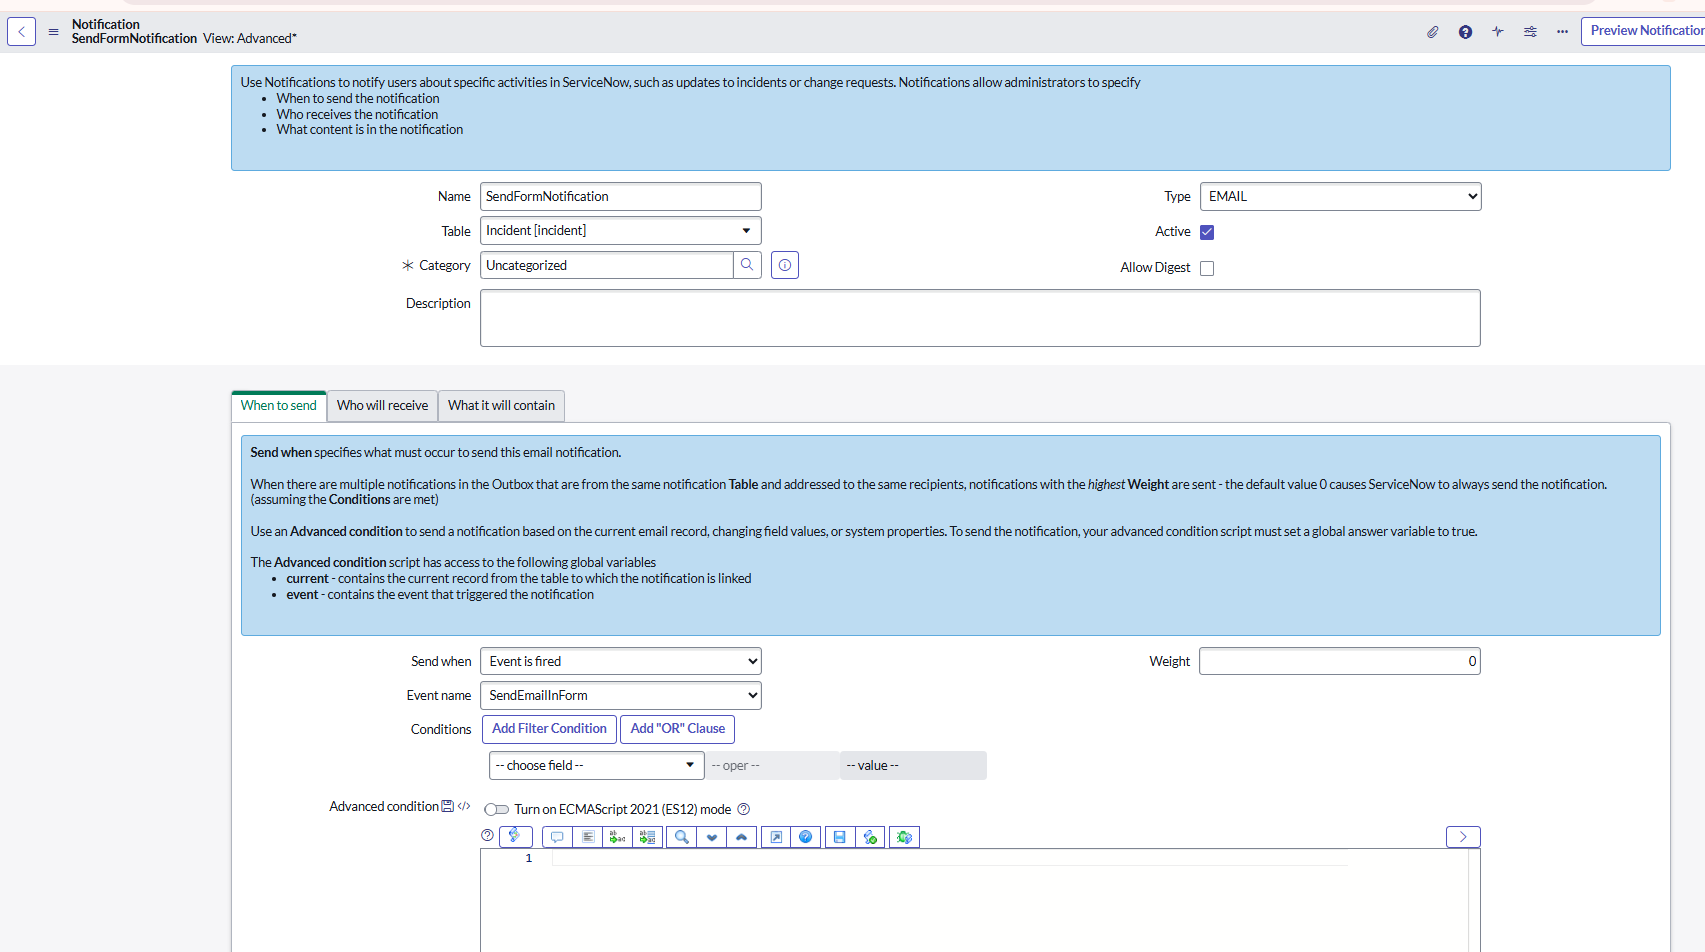 Notification
SendFormNotification View: Advanced*
Preview Notification
Use Notifications to notify users about specific activities in ServiceNow, such as updates to incidents or change requests. Notifications allow administrators to specify
• When to send the notification
• Who receives the notification
• What content is in the notification
Name SendFormNotification Type EMAIL
Table Incident [incident] Active
* Category Uncategorized Allow Digest
Description
When to send Who will receive What it will contain
Send when specifies what must occur to send this email notification.
When there are multiple notifications in the Outbox that are from the same notification Table and addressed to the same recipients, notifications with the highest Weight are sent - the default value 0 causes ServiceNow to always send the notification.
(assuming the Conditions are met)
Use an Advanced condition to send a notification based on the current email record, changing field values, or system properties. To send the notification, your advanced condition script must set a global answer variable to true.
The Advanced condition script has access to the following global variables
• current - contains the current record from the table to which the notification is linked
• event - contains the event that triggered the notification
Send when Event is fired Weight 0
Event name SendEmailInForm
Conditions Add Filter Condition Add "OR" Clause
-- choose field -- -- oper -- -- value --
Advanced condition </> Turn on ECMAScript 2021 (ES12) mode
1